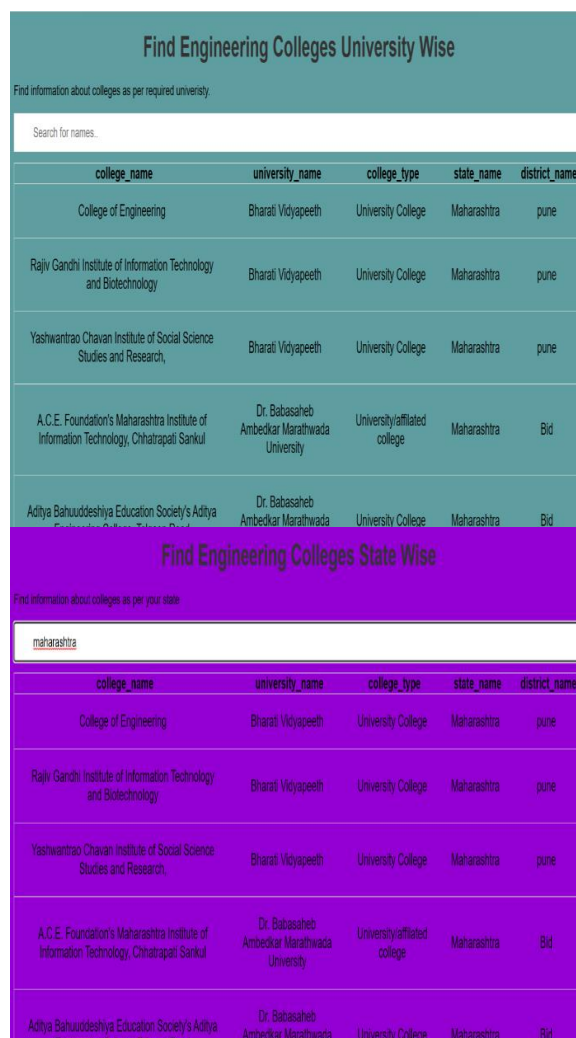 Find Engineering Colleges University Wise
Find information about colleges as per required univeristy.
Search for names..
college_name university_name college_type state_name district_name
College of Engineering Bharati Vidyapeeth University College Maharashtra pune
Rajiv Gandhi Institute of Information Technology
and Biotechnology Bharati Vidyapeeth University College Maharashtra pune
Yashwantrao Chavan Institute of Social Science
Studies and Research, Bharati Vidyapeeth University College Maharashtra pune
A.C.E. Foundation's Maharashtra Institute of
Information Technology, Chhatrapati Sankul
Dr. Babasaheb
Ambedkar Marathwada
University
University/affilated
college
Maharashtra Bid
Aditya Bahuuddeshiya Education Society's Aditya
Dr. Babasaheb
Ambedkar Marathwada
University College Maharashtra Bid
Find Engineering Colleges State Wise
Find information about colleges as per your state
maharashtra
college_name university_name college_type state_name district_name
College of Engineering Bharati Vidyapeeth University College Maharashtra pune
Rajiv Gandhi Institute of Information Technology
and Biotechnology Bharati Vidyapeeth University College Maharashtra pune
Yashwantrao Chavan Institute of Social Science
Studies and Research, Bharati Vidyapeeth University College Maharashtra pune
A.C.E. Foundation's Maharashtra Institute of
Information Technology, Chhatrapati Sankul
Dr. Babasaheb
Ambedkar Marathwada
University
University/affilated
college
Maharashtra Bid
Aditya Bahuuddeshiya Education Society's Aditya
Dr. Babasaheb
Ambedkar Marathwada
University College Maharashtra Bid